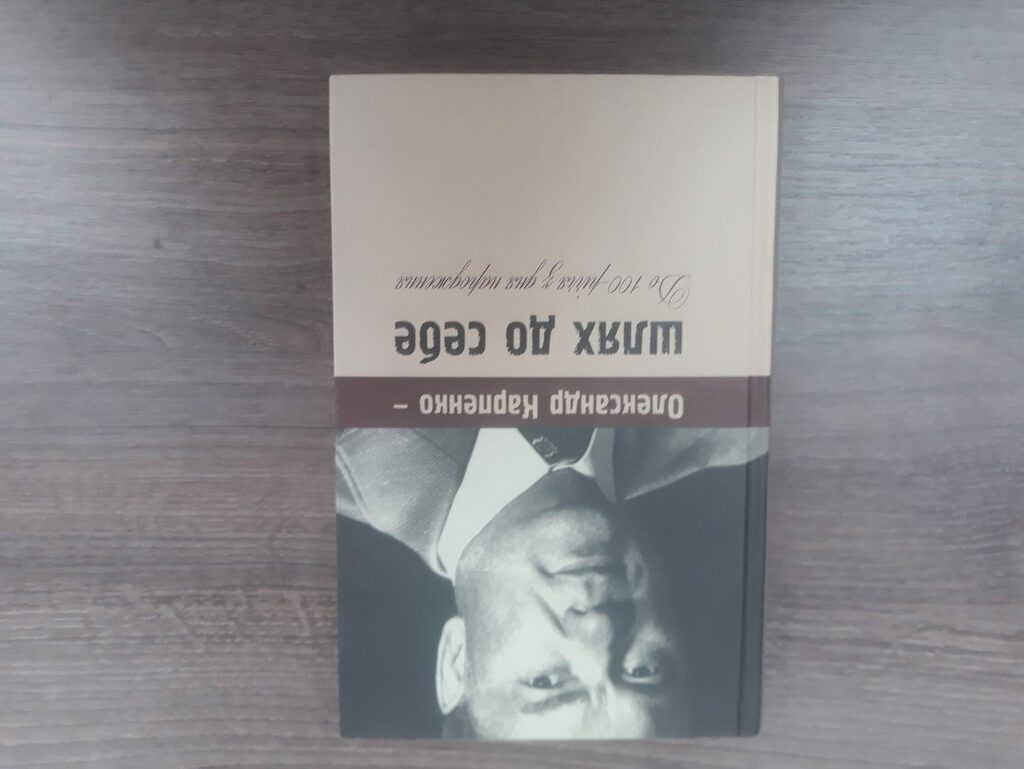 Олександр Карпенко –
шлях до себе
До 100-річчя з дня народження